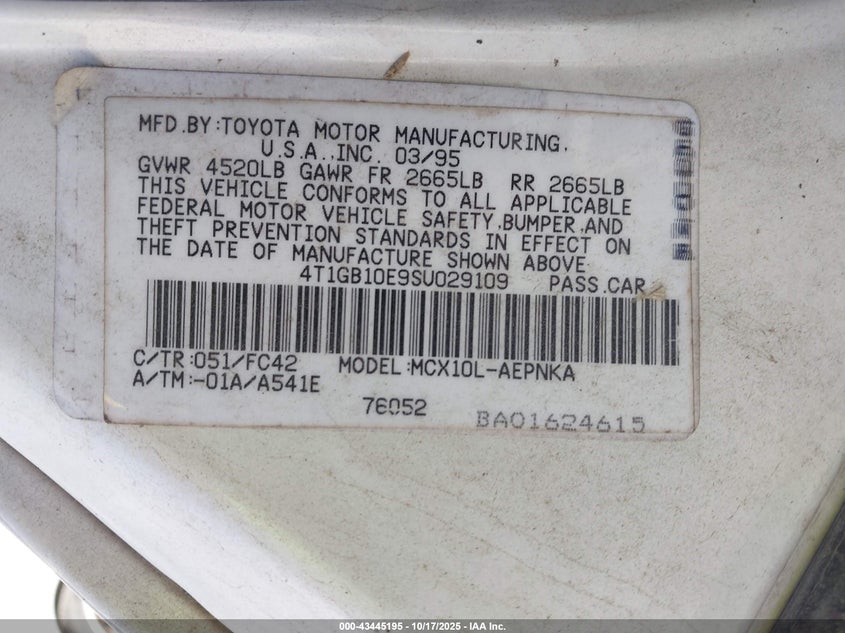 MFD.BY:TOYOTA MOTOR MANUFACTURING,
U.S.A.,INC. 03/95
GVWR 4520LB GAWR FR 2665LB RR 2665LB
THIS VEHICLE CONFORMS TO ALL APPLICABLE
FEDERAL MOTOR VEHICLE SAFETY,BUMPER,AND
THEFT PREVENTION STANDARDS IN EFFECT ON
THE DATE OF MANUFACTURE SHOWN ABOVE.
4T1GB10E9SU029109 PASS.CAR
C/TR:051/FC42 MODEL:MCX10L-AEPNKA
A/TM:-01A/A541E
76052 BA01624615
000-43445195 - 10/17/2025 - IAA Inc.